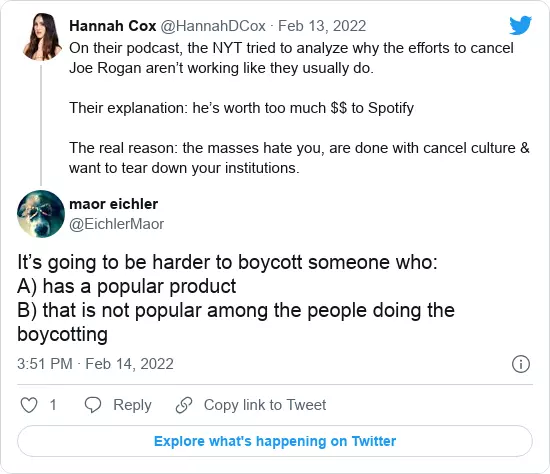 Hannah Cox @HannahDCox · Feb 13, 2022
On their podcast, the NYT tried to analyze why the efforts to cancel
Joe Rogan aren’t working like they usually do.
Their explanation: he’s worth too much $$ to Spotify
The real reason: the masses hate you, are done with cancel culture &
want to tear down your institutions.
maor eichler
@EichlerMaor
It’s going to be harder to boycott someone who:
A) has a popular product
B) that is not popular among the people doing the
boycotting
3:51 PM · Feb 14, 2022
1 Reply Copy link to Tweet
Explore what's happening on Twitter